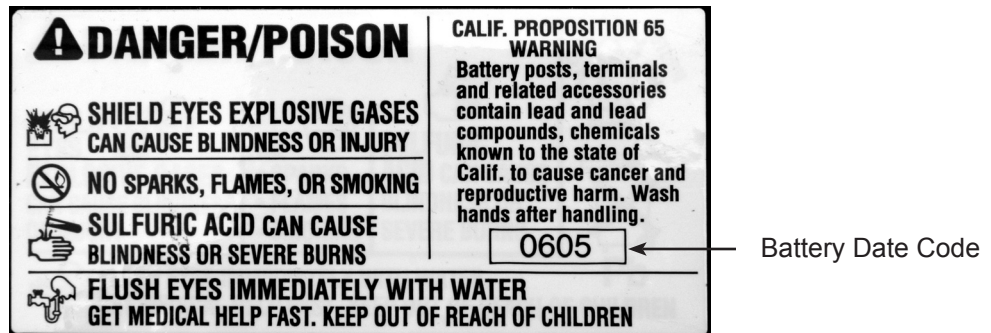 DANGER/POISON
SHIELD EYES EXPLOSIVE GASES
CAN CAUSE BLINDNESS OR INJURY
NO SPARKS, FLAMES, OR SMOKING
SULFURIC ACID CAN CAUSE
BLINDNESS OR SEVERE BURNS
FLUSH EYES IMMEDIATELY WITH WATER
GET MEDICAL HELP FAST. KEEP OUT OF REACH OF CHILDREN
CALIF. PROPOSITION 65
WARNING
Battery posts, terminals
and related accessories
contain lead and lead
compounds, chemicals
known to the state of
Calif. to cause cancer and
reproductive harm. Wash
hands after handling.
0605
Battery Date Code